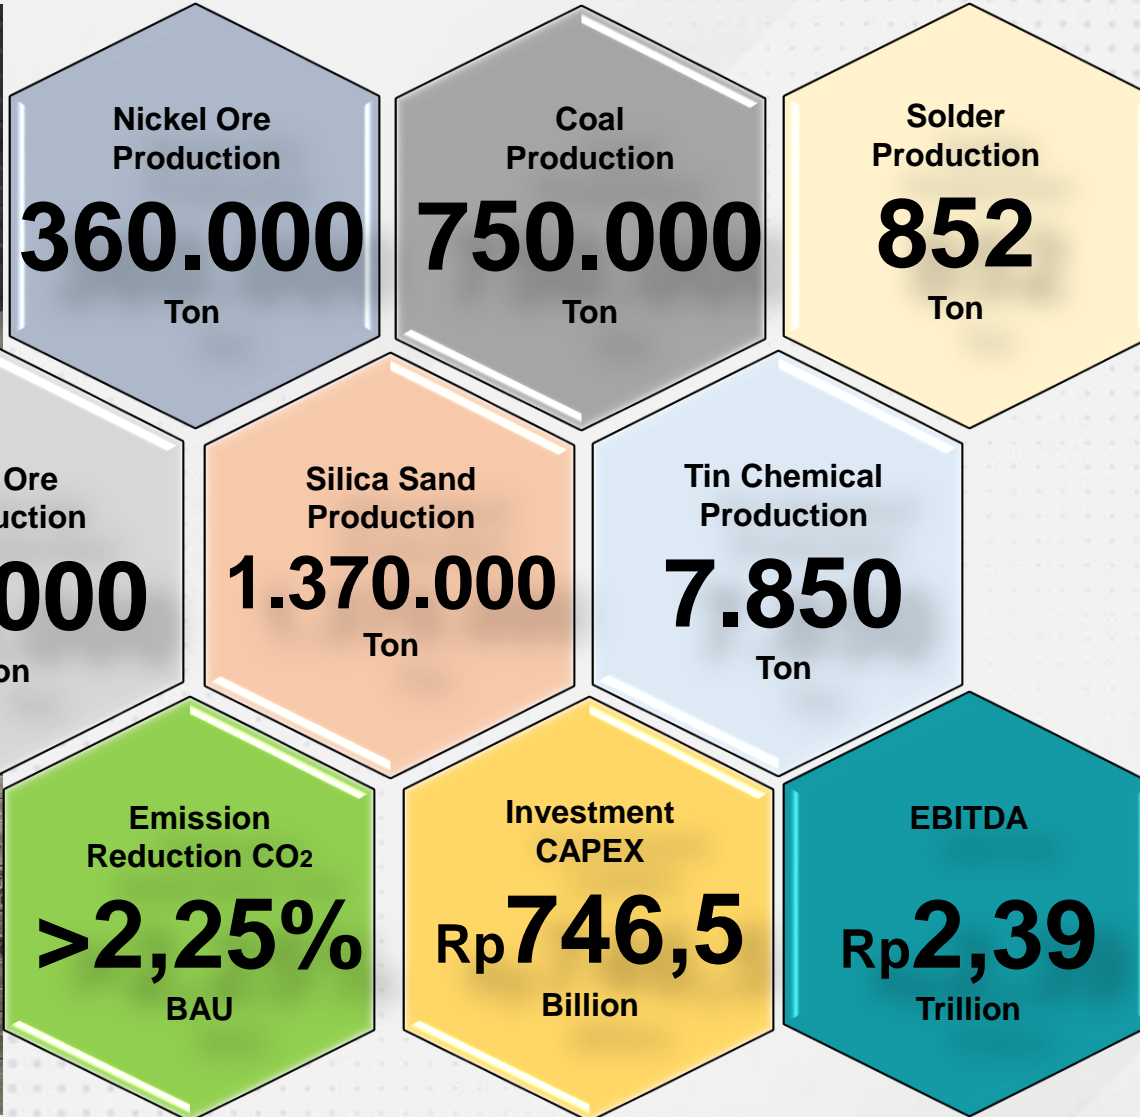 Nickel Ore
Production
360.000
Ton
Coal
Production
750.000
Ton
Solder
Production
852
Ton
Ore
000
Silica Sand
Production
1.370.000
Ton
Tin Chemical
Production
7.850
Ton
Emission
Reduction CO2
>2,25%
BAU
Investment
CAPEX
Rp746,5
Billion
EBITDA
Rp2,39
Trillion